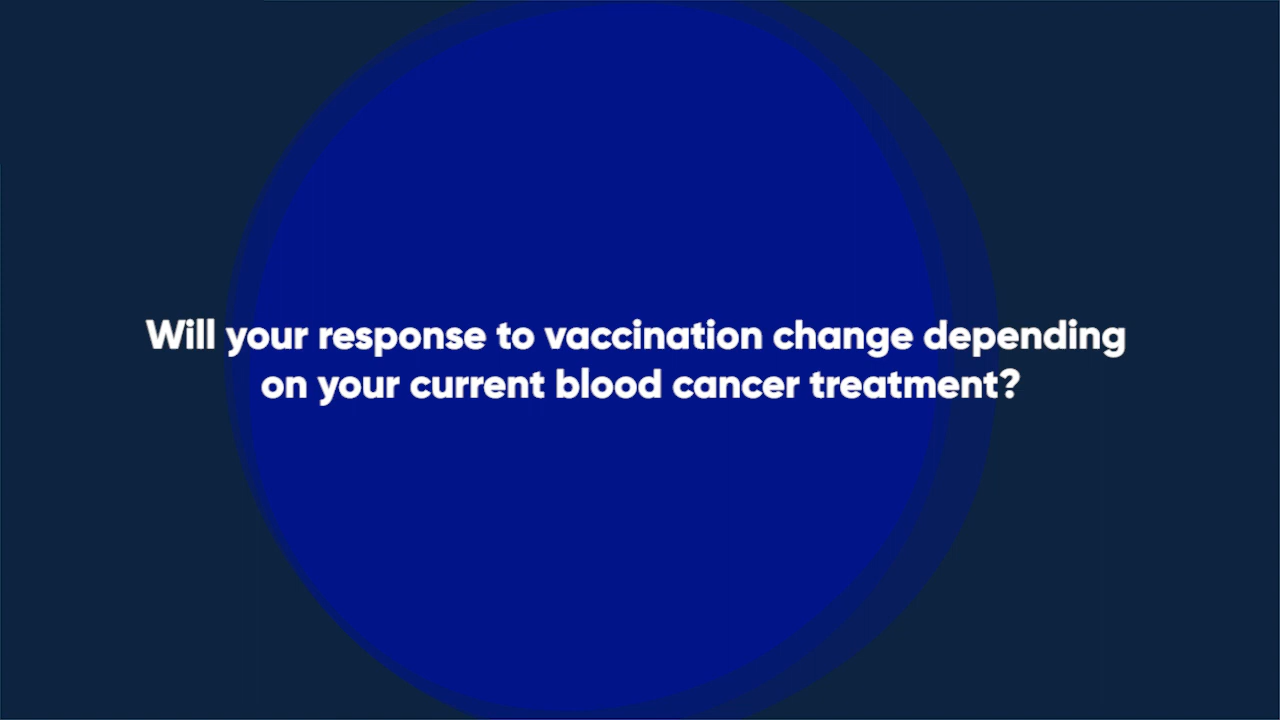 Will your response to vaccination change depending
on your current blood cancer treatment?